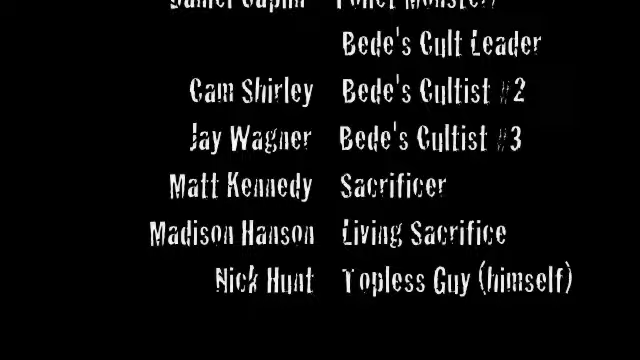 Bede's Cult Leader
Cam Shirley Bede's Cultist #2
Jay Wagner Bede's Cultist #3
Matt Kennedy Sacrificer
Madison Hanson Living Sacrifice
Nick Hunt Topless Guy (himself)